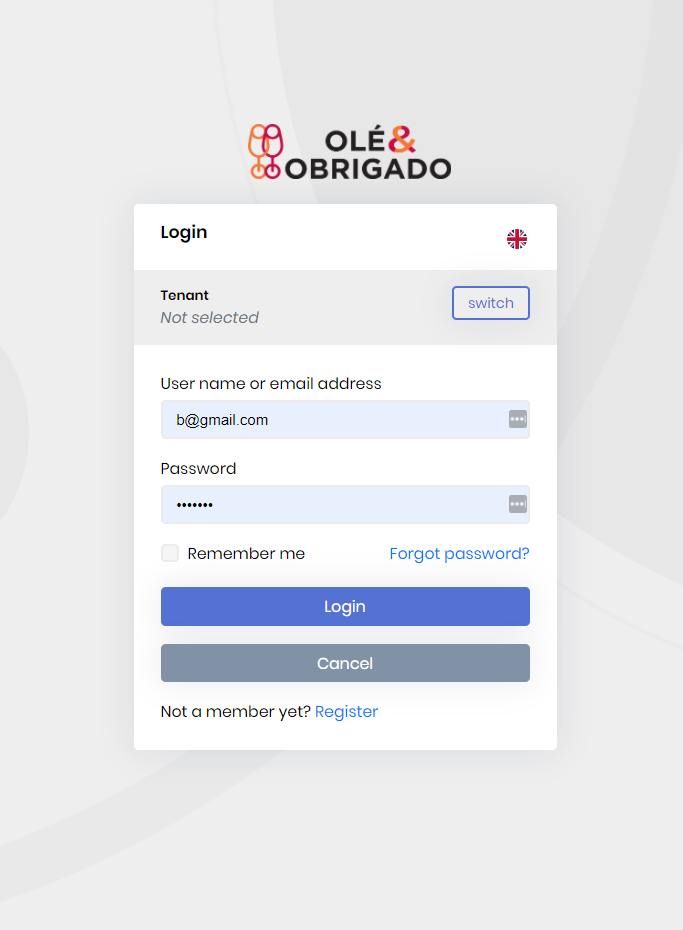 OLÉ&
OBRIGADO
Login
Tenant
Not selected
switch
User name or email address
b@gmail.com
Password
•••••••
Remember me
Forgot password?
Login
Cancel
Not a member yet? Register